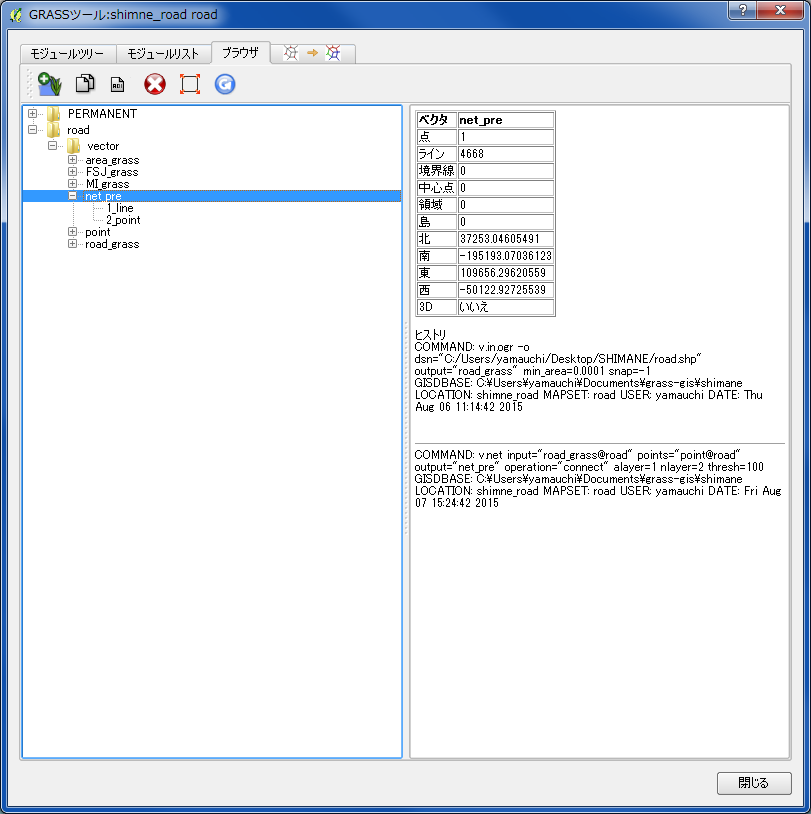 GRASSツール:shimne_road road
?
モジュールツリー モジュールリスト ブラウザ
PERMANENT
road
vector
area_grass
FSJ_grass
MI_grass
net_pre
1_line
2_point
point
road_grass
ベクタ net_pre
点 1
ライン 4668
境界線 0
中心点 0
領域 0
島 0
北 37253.04605491
南 -195193.07036123
東 109656.29620559
西 -50122.92725539
3D いいえ
ヒストリ
COMMAND: v.in.ogr -o
dsn="C:/Users/yamauchi/Desktop/SHIMANE/road.shp"
output="road_grass" min_area=0.0001 snap=-1
GISDBASE: C:¥Users¥yamauchi¥Documents¥grass-gis¥shimane
LOCATION: shimne_road MAPSET: road USER: yamauchi DATE: Thu
Aug 06 11:14:42 2015
COMMAND: v.net input="road_grass@road" points="point@road"
output="net_pre" operation="connect" alayer=1 nlayer=2 thresh=100
GISDBASE: C:¥Users¥yamauchi¥Documents¥grass-gis¥shimane
LOCATION: shimne_road MAPSET: road USER: yamauchi DATE: Fri Aug
07 15:24:42 2015
閉じる